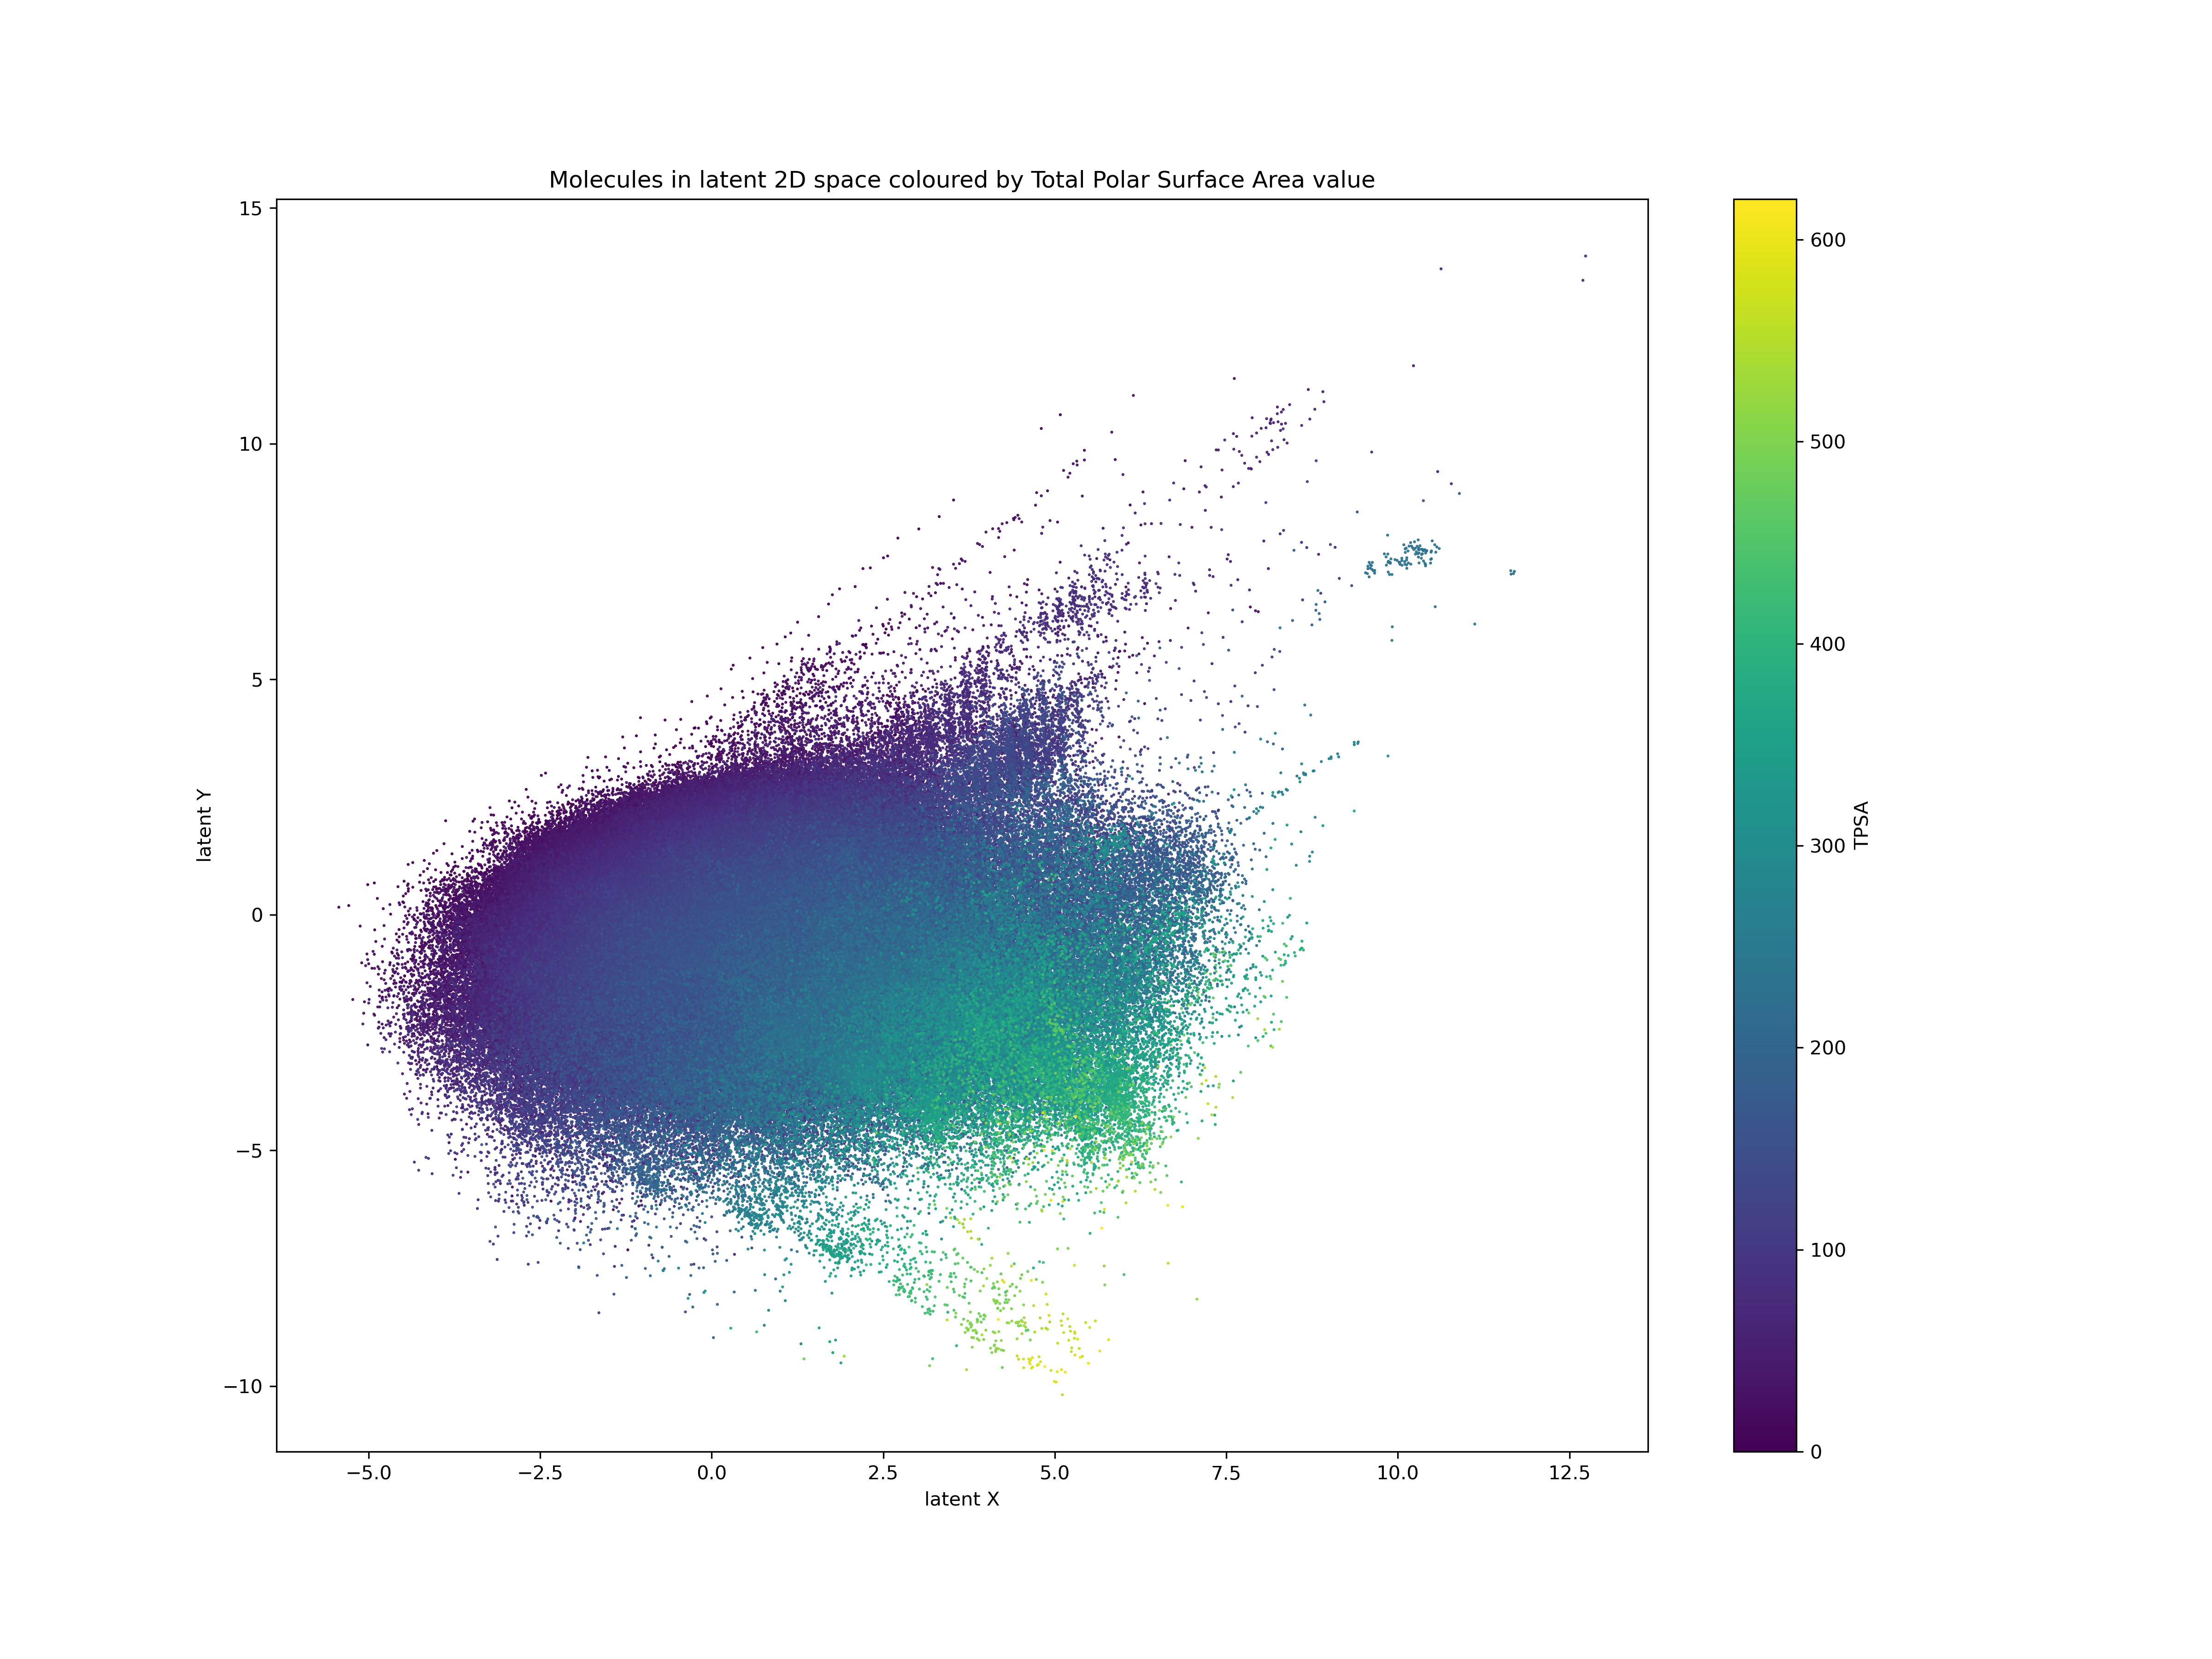 Molecules in latent 2D space coloured by Total Polar Surface Area value
15
10
5
0
−5
−10
latent Y
−5.0 −2.5 0.0 2.5 5.0 7.5 10.0 12.5
latent X
600
500
400
300
200
100
0
TPSA